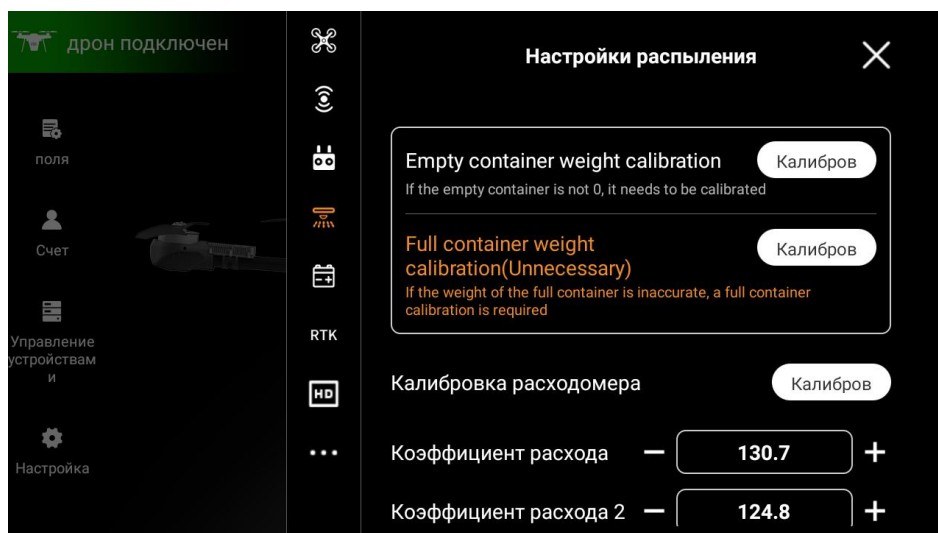 дрон подключен
поля
Счет
Управление
устройствам
и
Настройка
RTK
HD
Настройки распыления
Empty container weight calibration
Калибров
If the empty container is not 0, it needs to be calibrated
Full container weight
calibration(Unnecessary)
Калибров
If the weight of the full container is inaccurate, a full container
calibration is required
Калибровка расходомера
Калибров
Коэффициент расхода
130.7
Коэффициент расхода 2
124.8